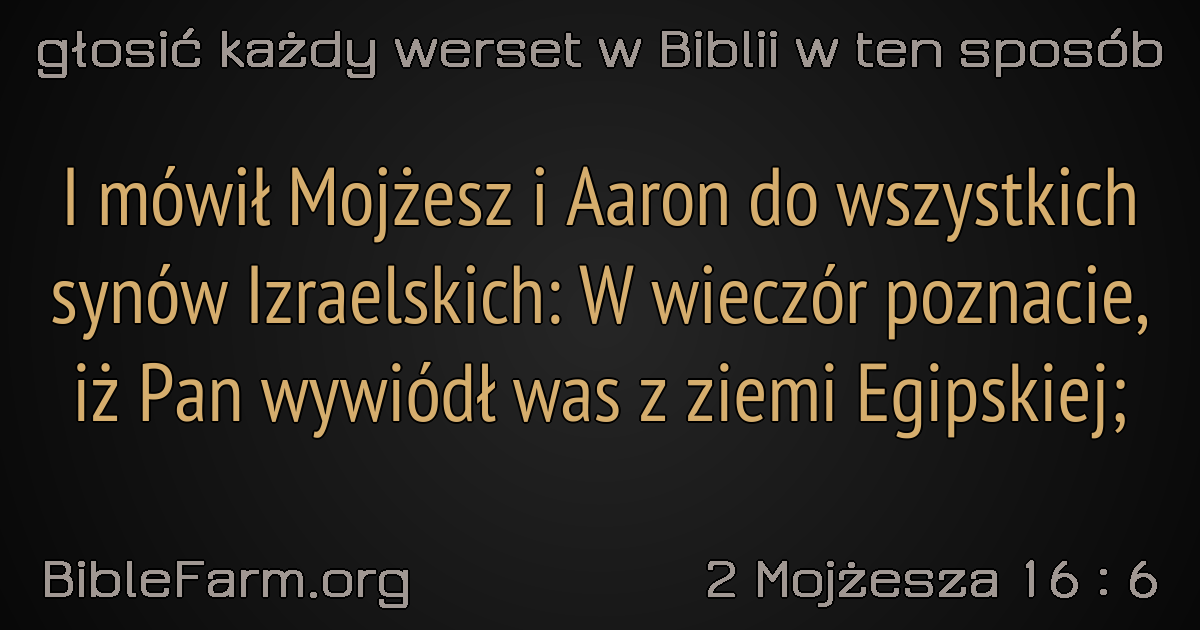 głosić każdy werset w Biblii w ten sposób
I mówił Mojżesz i Aaron do wszystkich
synów Izraelskich: W wieczór poznacie,
iż Pan wywiódł was z ziemi Egipskiej;
BibleFarm.org
2 Mojżesza 16 : 6